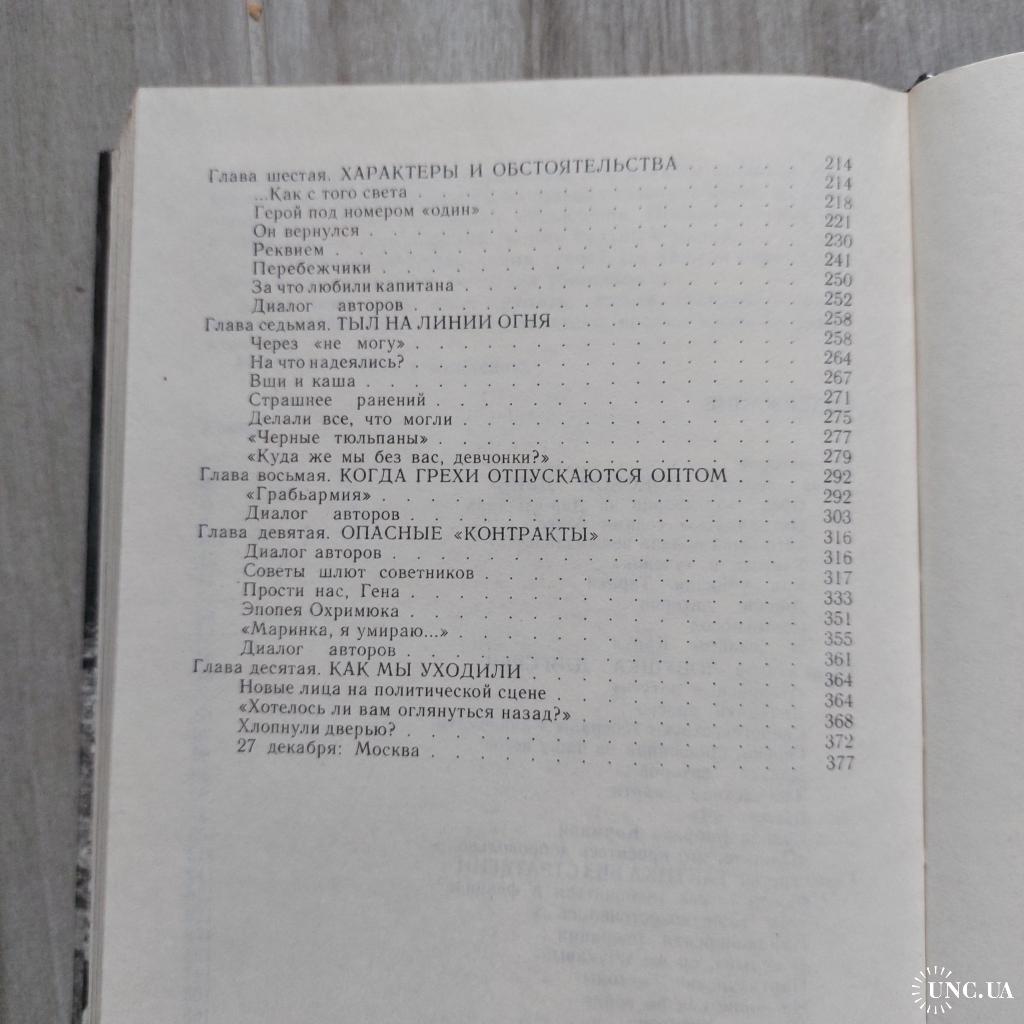 Глава шестая. ХАРАКТЕРЫ И ОБСТОЯТЕЛЬСТВА . . . . . 214
...Как с того света . . . . . . . . . . . . . . . 214
Герой под номером «один» . . . . . . . . . . . . . 218
Он вернулся . . . . . . . . . . . . . . . . . 221
Реквием . . . . . . . . . . . . . . . . . . 230
Перебежчики . . . . . . . . . . . . . . . . . 241
За что любили капитана . . . . . . . . . . . . . . 250
Диалог авторов . . . . . . . . . . . . . . . . 252
Глава седьмая. ТЫЛ НА ЛИНИИ ОГНЯ . . . . . . . . . . 258
Через «не могу» . . . . . . . . . . . . . . . . 258
На что надеялись? . . . . . . . . . . . . . . . 264
Вши и каша . . . . . . . . . . . . . . . . . 267
Страшнее ранений . . . . . . . . . . . . . . . 271
Делали все, что могли . . . . . . . . . . . . . . 275
«Черные тюльпаны» . . . . . . . . . . . . . . . 277
«Куда же мы без вас, девчонки?» . . . . . . . . . . 279
Глава восьмая. КОГДА ГРЕХИ ОТПУСКАЮТСЯ ОПТОМ . . . 292
«Грабьармия» . . . . . . . . . . . . . . . . . 292
Диалог авторов . . . . . . . . . . . . . . . . 303
Глава девятая. ОПАСНЫЕ «КОНТРАКТЫ» . . . . . . . . . 316
Диалог авторов . . . . . . . . . . . . . . . . 316
Советы шлют советников . . . . . . . . . . . . . . 317
Прости нас, Гена . . . . . . . . . . . . . . . . 333
Эпопея Охримюка . . . . . . . . . . . . . . . . 351
«Маринка, я умираю...» . . . . . . . . . . . . . . 355
Диалог авторов . . . . . . . . . . . . . . . . 361
Глава десятая. КАК МЫ УХОДИЛИ . . . . . . . . . . . 364
Новые лица на политической сцене . . . . . . . . . . 364
«Хотелось ли вам оглянуться назад?» . . . . . . . . . 368
Хлопнули дверью? . . . . . . . . . . . . . . . . 372
27 декабря: Москва . . . . . . . . . . . . . . . 377
UNC.UA